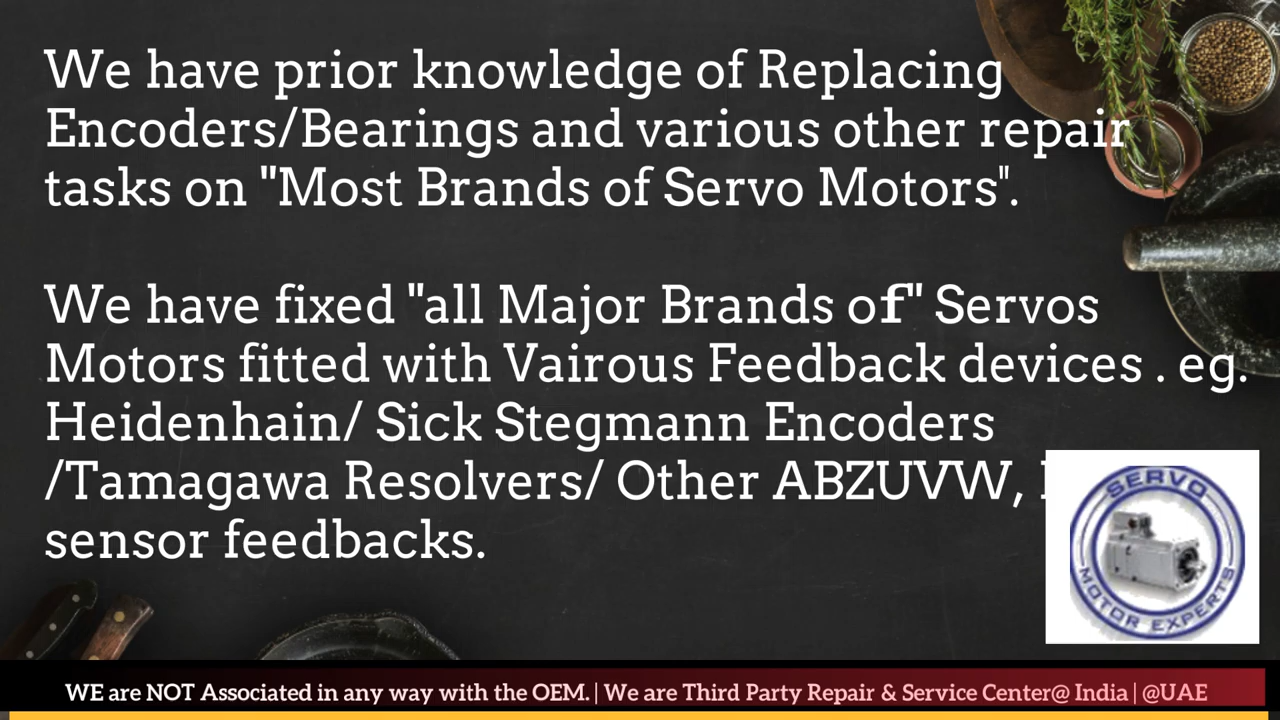 We have prior knowledge of Replacing
Encoders/Bearings and various other repair
tasks on "Most Brands of Servo Motors".
We have fixed "all Major Brands of" Servos
Motors fitted with Vairous Feedback devices . eg.
Heidenhain/ Sick Stegmann Encoders
/Tamagawa Resolvers/ Other ABZUVW,
sensor feedbacks.
SERVO
MOTOR EXPERTS
WE are NOT Associated in any way with the OEM. | We are Third Party Repair & Service Center@ India | @UAE